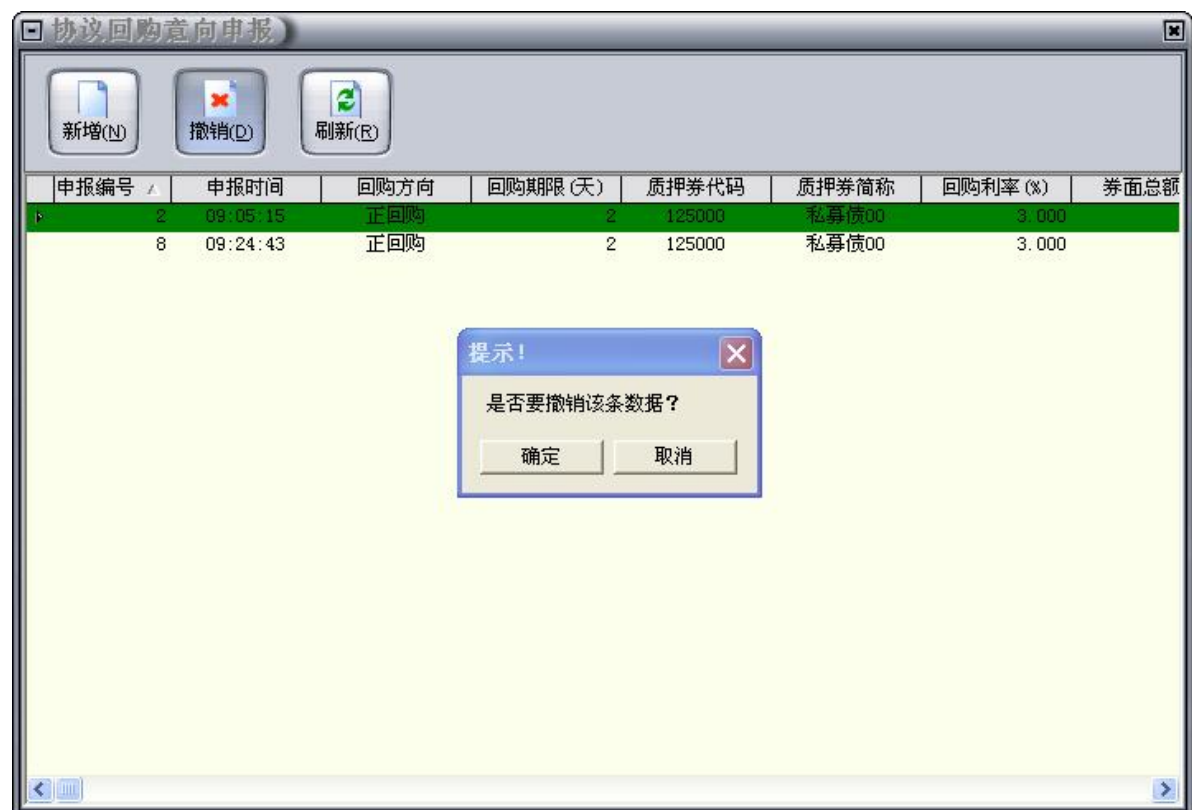 协议回购意向申报
新增(N) 撤销(D) 刷新(R)
申报编号 申报时间 回购方向 回购期限(天) 质押券代码 质押券简称 回购利率(%) 券面总额
2 09:05:15 正回购 2 125000 私募债00 3.000
8 09:24:43 正回购 2 125000 私募债00 3.000
提示!
是否要撤销该条数据?
确定 取消